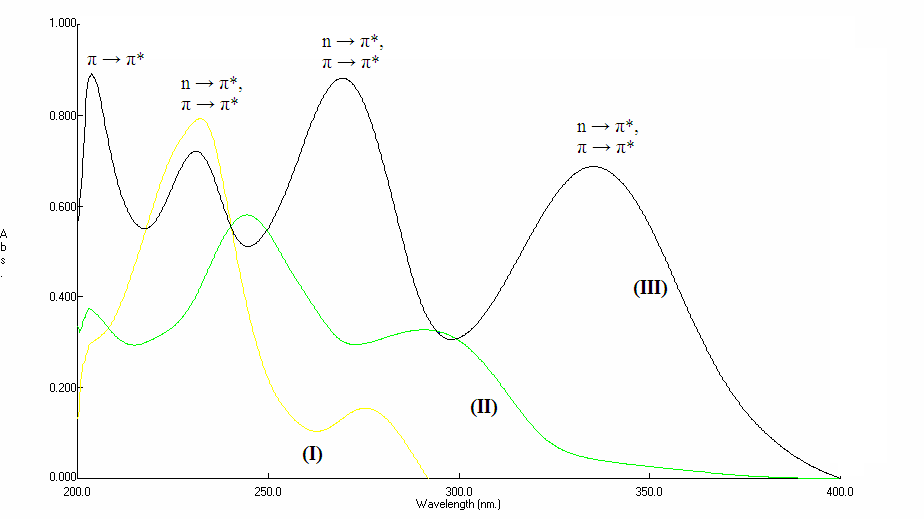 1.000
π → π*
n → π*,
π → π*
n → π*,
π → π*
n → π*,
π → π*
0.800
0.600
0.400
0.200
0.000
A
b
s
.
(III)
(II)
(I)
200.0 250.0 300.0 350.0 400.0
Wavelength (nm.)